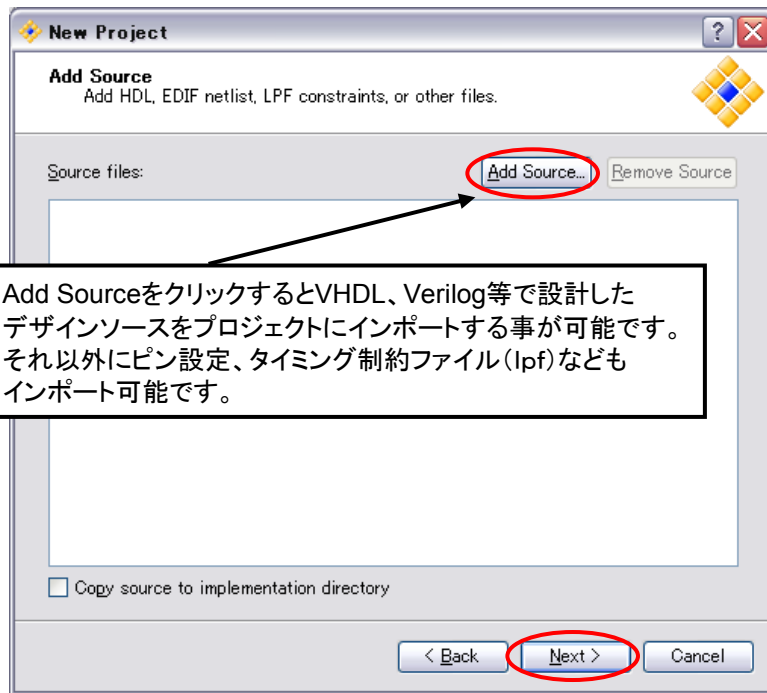 New Project
Add Source
Add HDL, EDIF netlist, LPF constraints, or other files.
Source files:
Add Source...
Remove Source
Add SourceをクリックするとVHDL、Verilog等で設計した
デザインソースをプロジェクトにインポートする事が可能です。
それ以外にピン設定、タイミング制約ファイル（lpf）なども
インポート可能です。
Copy source to implementation directory
< Back
Next >
Cancel